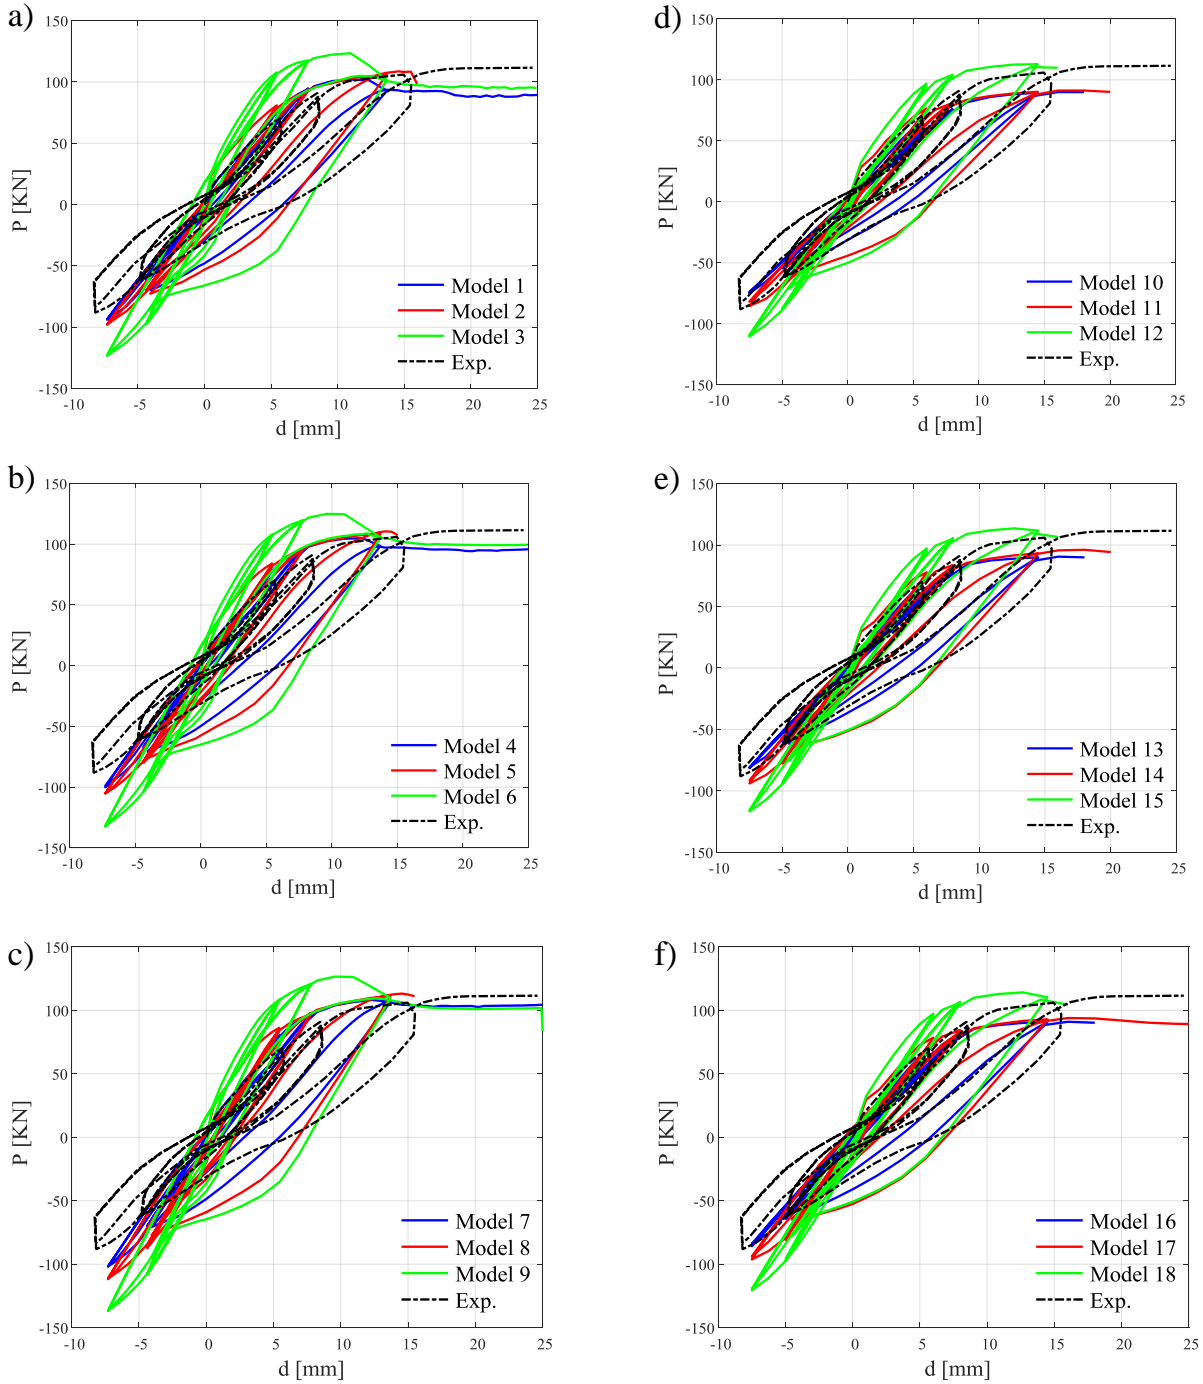 a)
150
100
50
0
-50
-100
-150
-10
-5
0
5
10
15
20
25
P [KN]
d [mm]
Model 1
Model 2
Model 3
Exp.
d)
150
100
50
0
-50
-100
-150
-10
-5
0
5
10
15
20
25
P [KN]
d [mm]
Model 10
Model 11
Model 12
Exp.
b)
150
100
50
0
-50
-100
-150
-10
-5
0
5
10
15
20
25
P [KN]
d [mm]
Model 4
Model 5
Model 6
Exp.
e)
150
100
50
0
-50
-100
-150
-10
-5
0
5
10
15
20
25
P [KN]
d [mm]
Model 13
Model 14
Model 15
Exp.
c)
150
100
50
0
-50
-100
-150
-10
-5
0
5
10
15
20
25
P [KN]
d [mm]
Model 7
Model 8
Model 9
Exp.
f)
150
100
50
0
-50
-100
-150
-10
-5
0
5
10
15
20
25
P [KN]
d [mm]
Model 16
Model 17
Model 18
Exp.